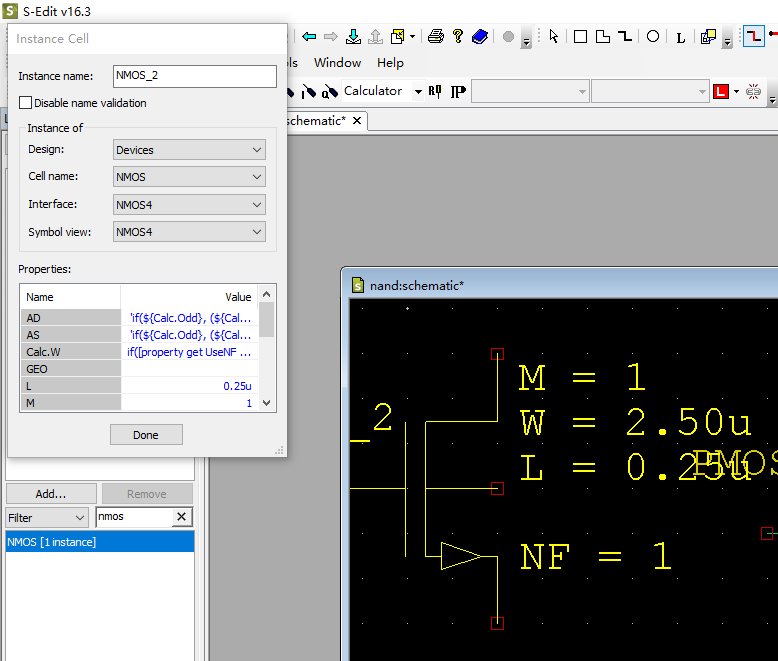 S-Edit v16.3
Instance Cell
ls Window Help
Instance name: NMOS_2
Disable name validation
Calculator
L
schematic*
Instance of
Design: Devices
Cell name: NMOS
Interface: NMOS4
Symbol view: NMOS4
Properties:
Name Value
AD 'if(${Calc.Odd}, (${Cal...
AS 'if(${Calc.Odd}, (${Cal...
Calc.W if([property get UseNF ...
GEO
L 0.25u
M 1
Done
Add... Remove
Filter nmos
NMOS [1 instance]
nand:schematic*
_2
M = 1
W = 2.50u
L = 0.25u
PMOS
NF = 1